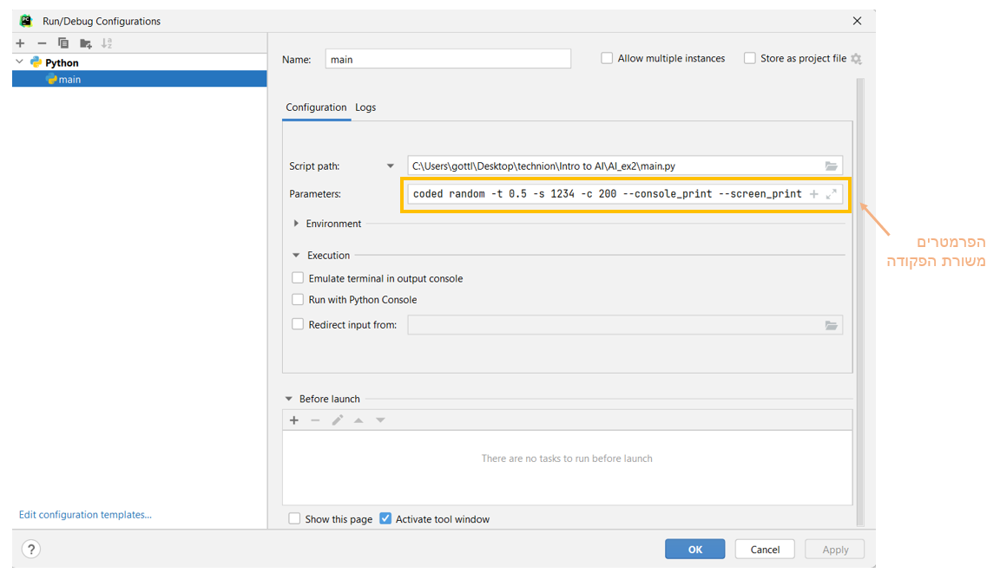 Run/Debug Configurations
Python
main
Name:
main
Allow multiple instances
Store as project file
Configuration
Logs
Script path:
C:\Users\gottl\Desktop\technion\Intro to AI\AI_ex2\main.py
Parameters:
coded random -t 0.5 -s 1234 -c 200 --console_print --screen_print
הפרמטרים
משורת הפקודה
Environment
Execution
Emulate terminal in output console
Run with Python Console
Redirect input from:
Before launch
There are no tasks to run before launch
Edit configuration templates...
Show this page
Activate tool window
?
OK
Cancel
Apply